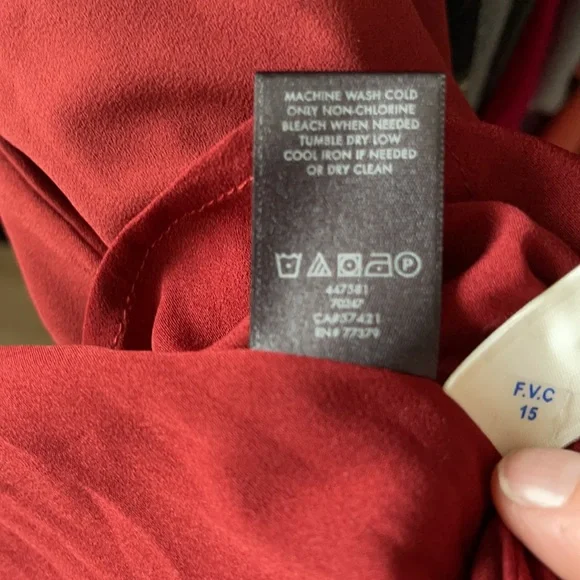 MACHINE WASH COLD
ONLY NON-CHLORINE
BLEACH WHEN NEEDED
TUMBLE DRY LOW
COOL IRON IF NEEDED
OR DRY CLEAN
P
447581
CA#57421
RN# 77379
F.V.C
15